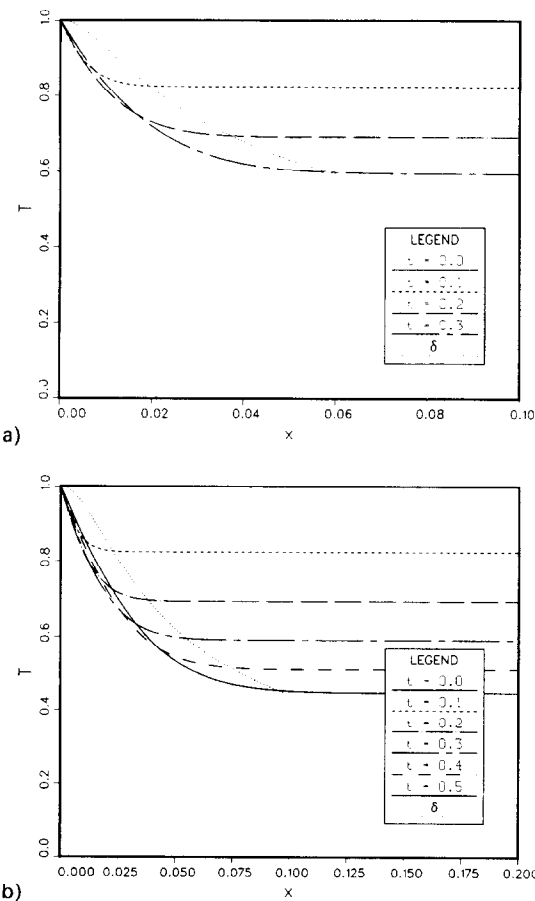 1.0
0.8
0.6
0.4
0.2
0.0
T
LEGEND
t = 0.0
t = 0.1
t = 0.2
t = 0.3
δ
0.00 0.02 0.04 0.06 0.08 0.10
x
a)
1.0
0.8
0.6
0.4
0.2
0.0
T
LEGEND
t = 0.0
t = 0.1
t = 0.2
t = 0.3
t = 0.4
t = 0.5
δ
0.000 0.025 0.050 0.075 0.100 0.125 0.150 0.175 0.200
x
b)